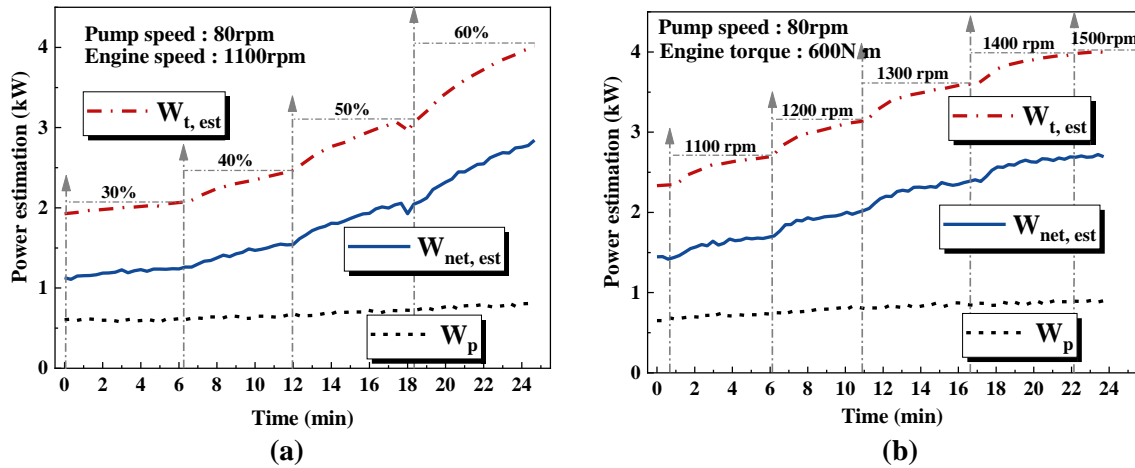 Pump speed : 80rpm
Engine speed : 1100rpm
60%
50%
40%
30%
W_t, est
W_net, est
W_p
Power estimation (kW)
4
3
2
1
0
0 2 4 6 8 10 12 14 16 18 20 22 24
Time (min)
(a)
Pump speed : 80rpm
Engine torque : 600N·m
1100 rpm
1200 rpm
1300 rpm
1400 rpm
1500rpm
W_t, est
W_net, est
W_p
Power estimation (kW)
4
3
2
1
0
0 2 4 6 8 10 12 14 16 18 20 22 24
Time (min)
(b)